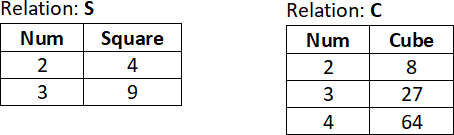 Relation: S
Num Square
2 4
3 9
Relation: C
Num Cube
2 8
3 27
4 64